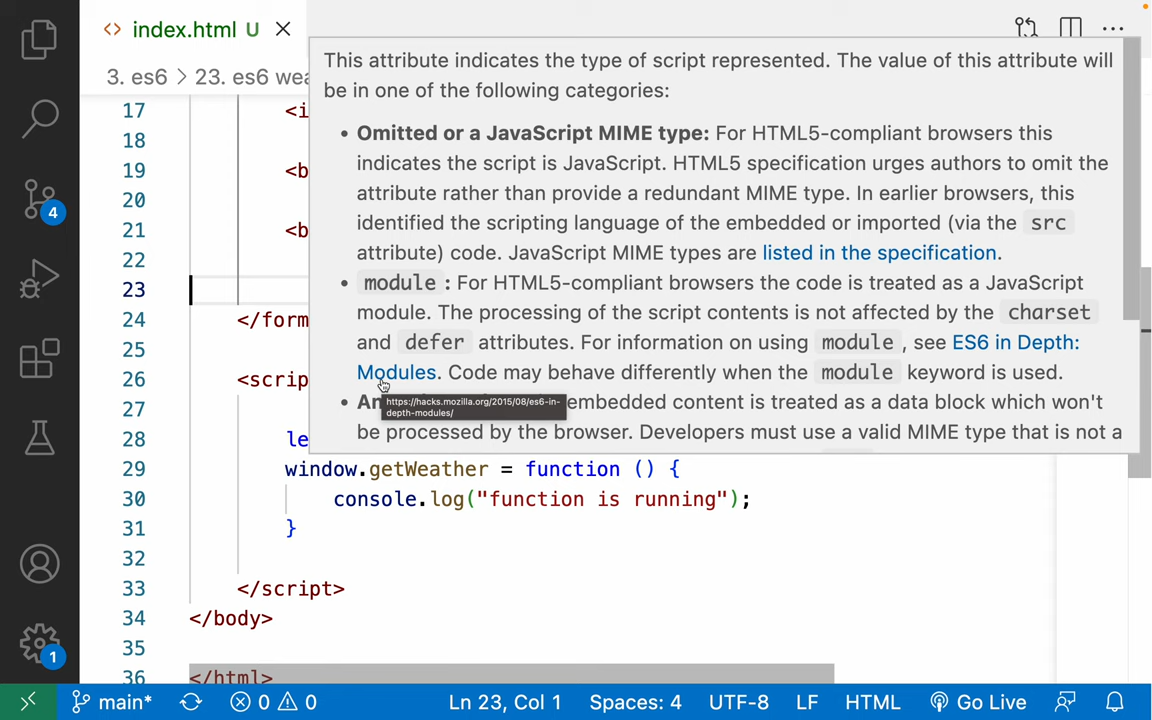 <> index.html U
3. es6 > 23. es6 wea
This attribute indicates the type of script represented. The value of this attribute will
be in one of the following categories:
• Omitted or a JavaScript MIME type: For HTML5-compliant browsers this
indicates the script is JavaScript. HTML5 specification urges authors to omit the
attribute rather than provide a redundant MIME type. In earlier browsers, this
identified the scripting language of the embedded or imported (via the src
attribute) code. JavaScript MIME types are listed in the specification.
• module : For HTML5-compliant browsers the code is treated as a JavaScript
module. The processing of the script contents is not affected by the charset
and defer attributes. For information on using module , see ES6 in Depth:
Modules. Code may behave differently when the module keyword is used.
https://hacks.mozilla.org/2015/08/es6-in-
depth-modules/
• An embedded content is treated as a data block which won't
be processed by the browser. Developers must use a valid MIME type that is not a
17 <i
18
19 <b
20
21 <b
22
23
24 </form
25
26 <scrip
27
28 le
29 window.getWeather = function () {
30 console.log("function is running");
31 }
32
33 </script>
34 </body>
35
36 </html>
4
1
main* 0 0 Ln 23, Col 1 Spaces: 4 UTF-8 LF HTML Go Live